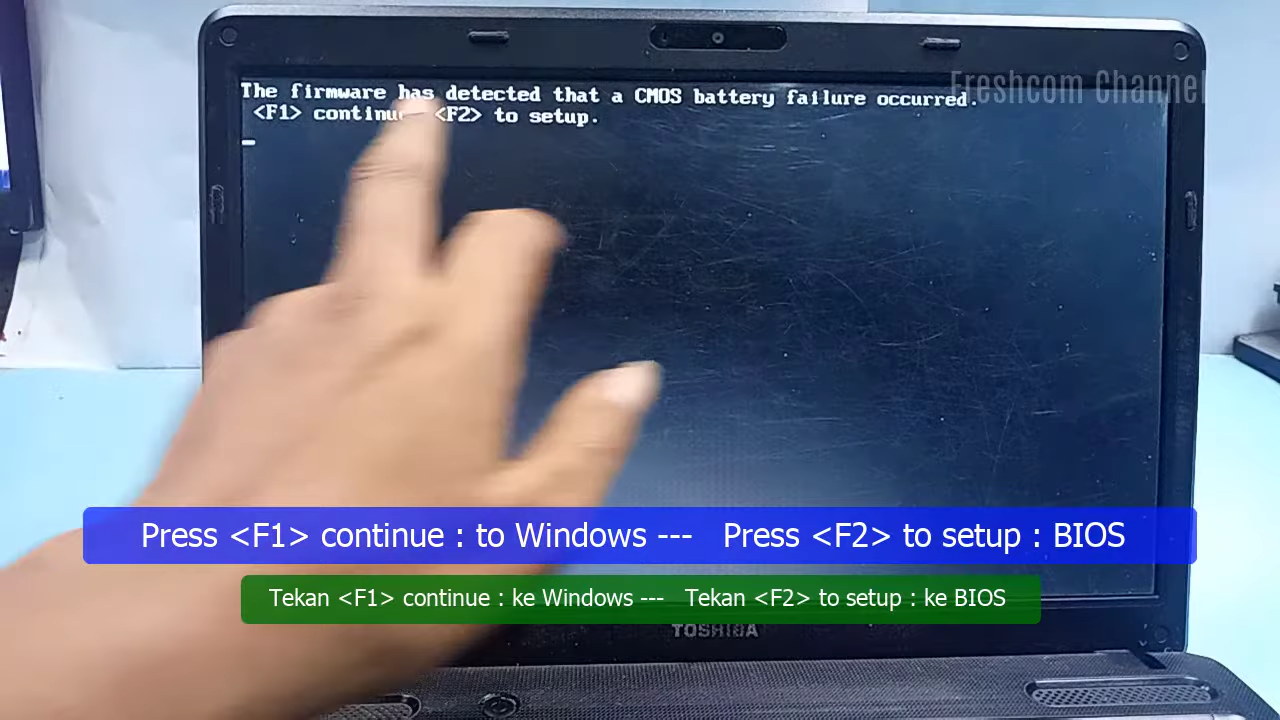 Freshcom Channel
The firmware has detected that a CMOS battery failure occurred.
<F1> continue <F2> to setup.
Press <F1> continue : to Windows --- Press <F2> to setup : BIOS
Tekan <F1> continue : ke Windows --- Tekan <F2> to setup : ke BIOS
TOSHIBA